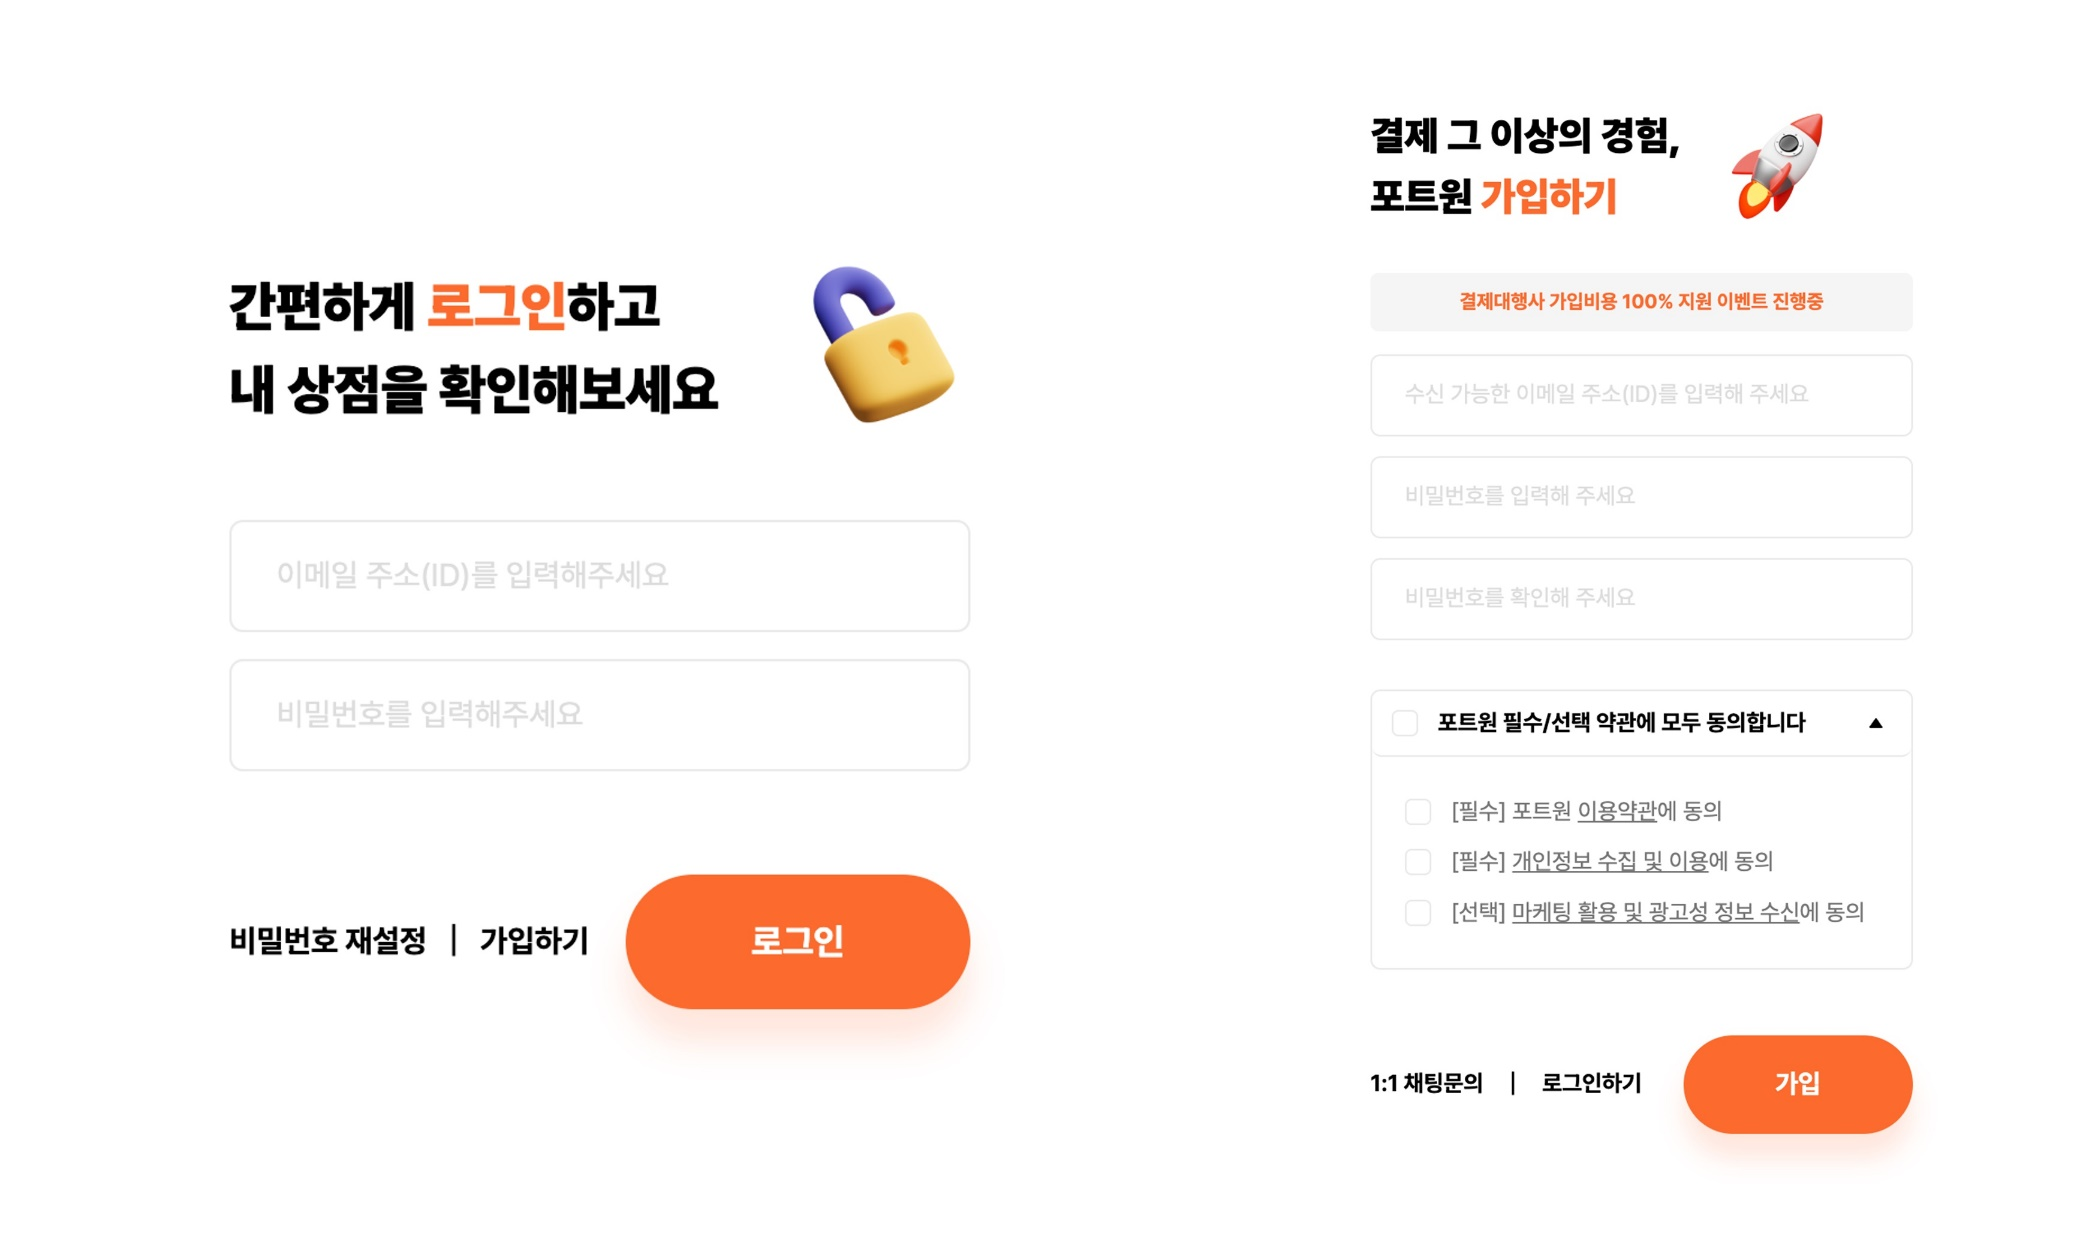 간편하게 로그인하고
내 상점을 확인해보세요
이메일 주소(ID)를 입력해주세요
비밀번호를 입력해주세요
비밀번호 재설정 | 가입하기
로그인
결제 그 이상의 경험,
포트원 가입하기
결제대행사 가입비용 100% 지원 이벤트 진행중
수신 가능한 이메일 주소(ID)를 입력해 주세요
비밀번호를 입력해 주세요
비밀번호를 확인해 주세요
포트원 필수/선택 약관에 모두 동의합니다
[필수] 포트원 이용약관에 동의
[필수] 개인정보 수집 및 이용에 동의
[선택] 마케팅 활용 및 광고성 정보 수신에 동의
1:1 채팅문의 | 로그인하기
가입